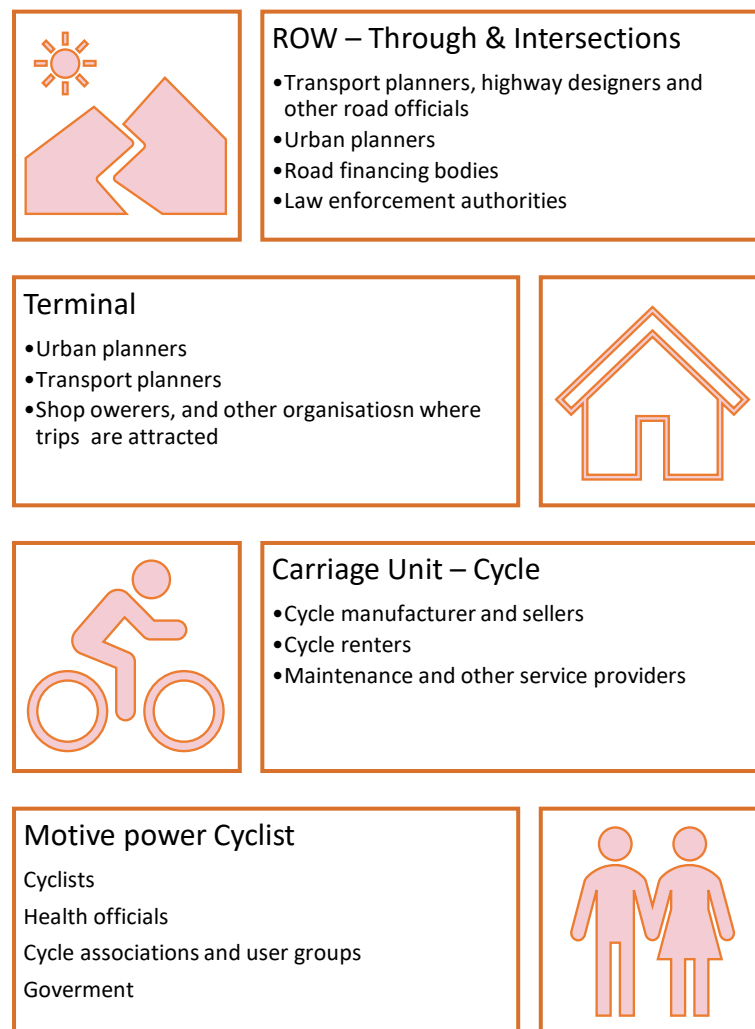 ROW – Through & Intersections
•Transport planners, highway designers and
other road officials
•Urban planners
•Road financing bodies
•Law enforcement authorities
Terminal
•Urban planners
•Transport planners
•Shop owerers, and other organisatiosn where
trips are attracted
Carriage Unit – Cycle
•Cycle manufacturer and sellers
•Cycle renters
•Maintenance and other service providers
Motive power Cyclist
Cyclists
Health officials
Cycle associations and user groups
Goverment